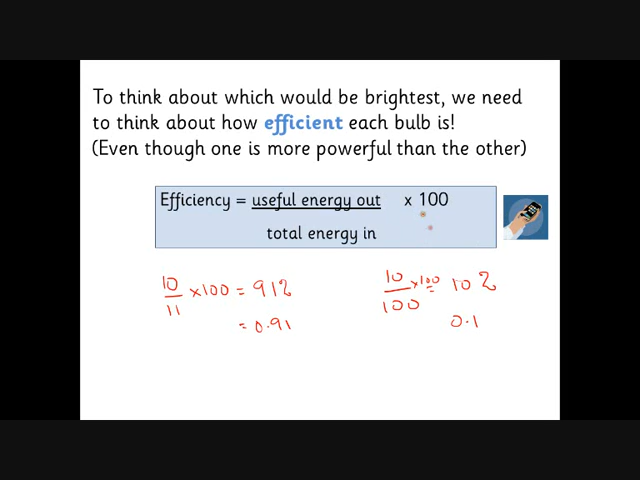 To think about which would be brightest, we need
to think about how efficient each bulb is!
(Even though one is more powerful than the other)
Efficiency = useful energy out x 100
total energy in
10/11 x100 = 91%
= 0.91
10/100 x100 = 10%
0.1